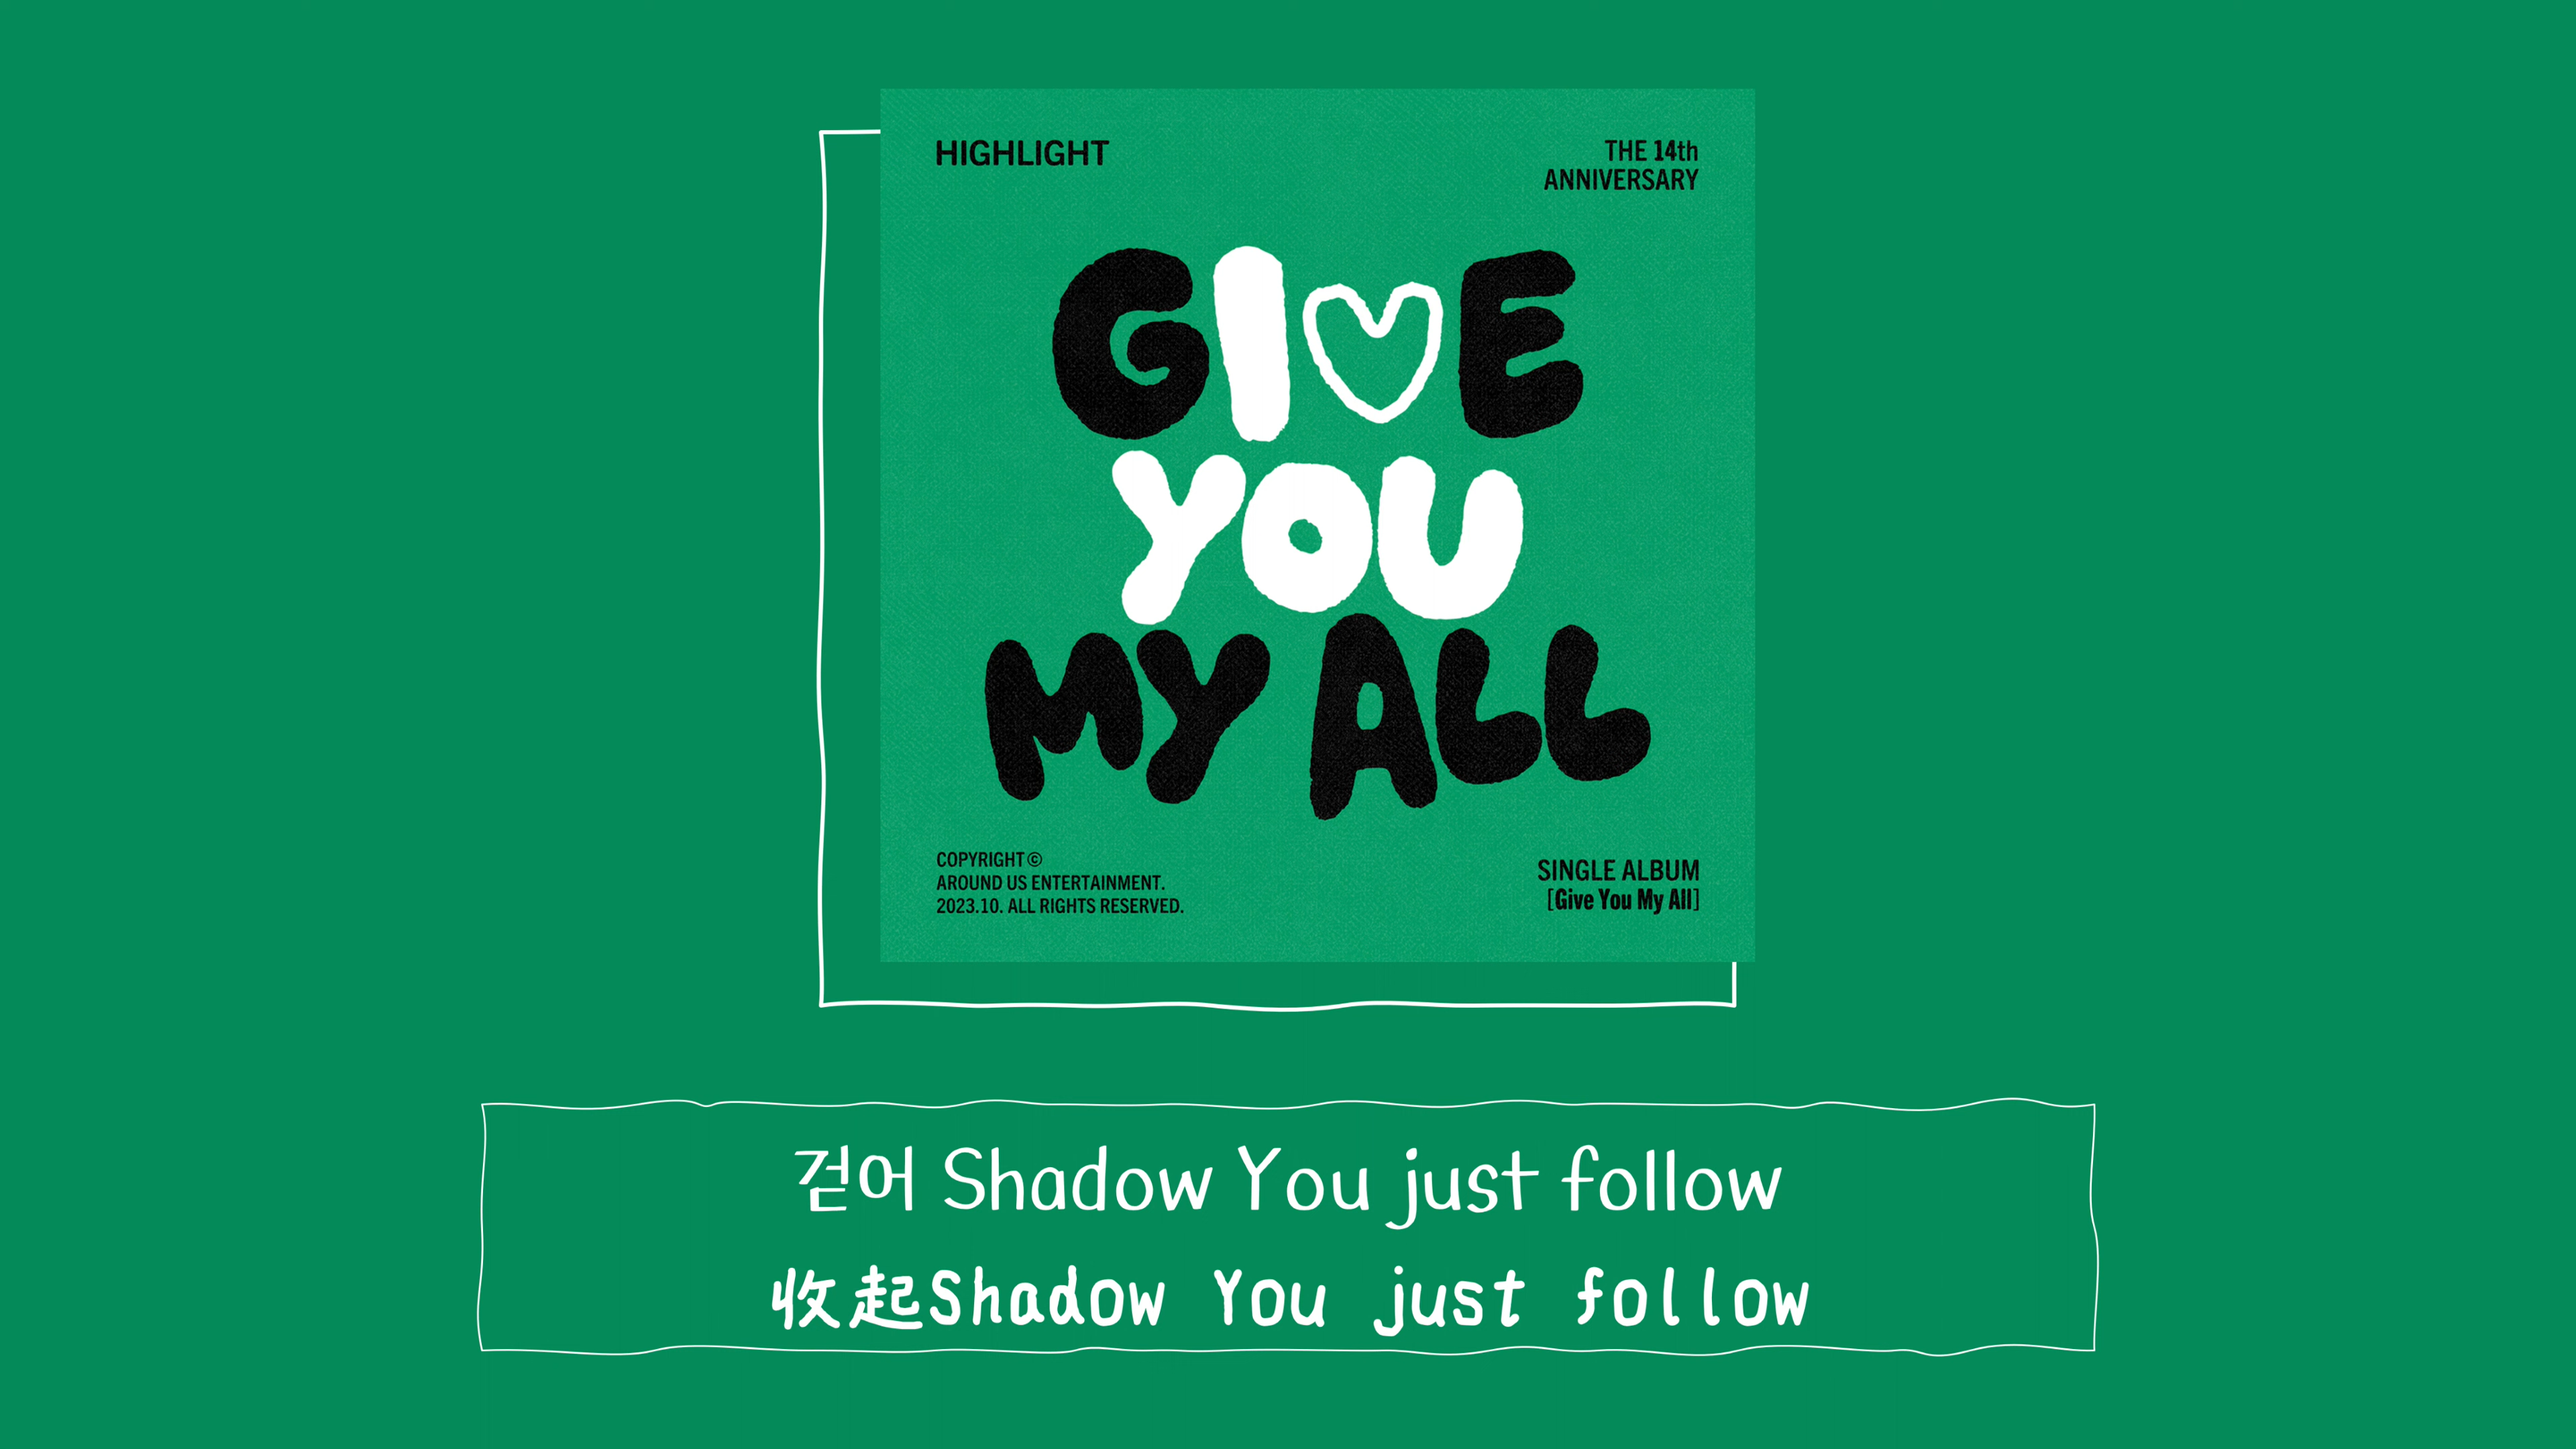 HIGHLIGHT
THE 14th
ANNIVERSARY
GIVE
YOU
MY ALL
COPYRIGHT ©
AROUND US ENTERTAINMENT.
2023.10. ALL RIGHTS RESERVED.
SINGLE ALBUM
[Give You My All]
걷어 Shadow You just follow
收起Shadow You just follow